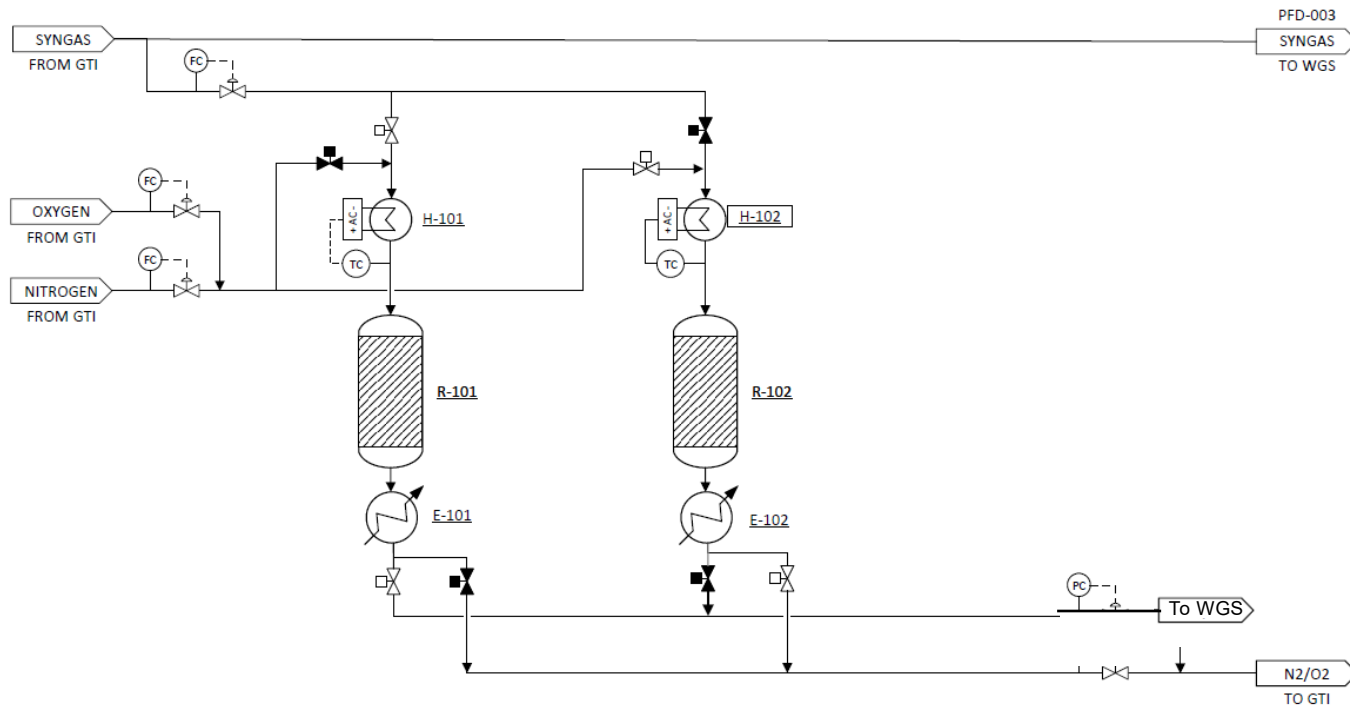 PFD-003
SYNGAS
SYNGAS
FROM GTI
TO WGS
FC
FC
OXYGEN
FROM GTI
+ AC -
H-101
+ AC -
H-102
FC
TC
TC
NITROGEN
FROM GTI
R-101
R-102
E-101
E-102
PC
To WGS
N2/O2
TO GTI